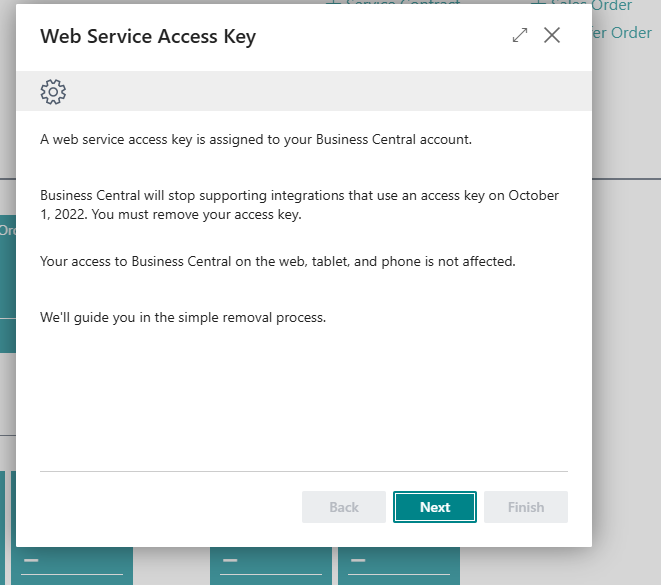 Service Contract
Sales Order
er Order
Web Service Access Key
A web service access key is assigned to your Business Central account.
Business Central will stop supporting integrations that use an access key on October
1, 2022. You must remove your access key.
Your access to Business Central on the web, tablet, and phone is not affected.
We'll guide you in the simple removal process.
Back
Next
Finish